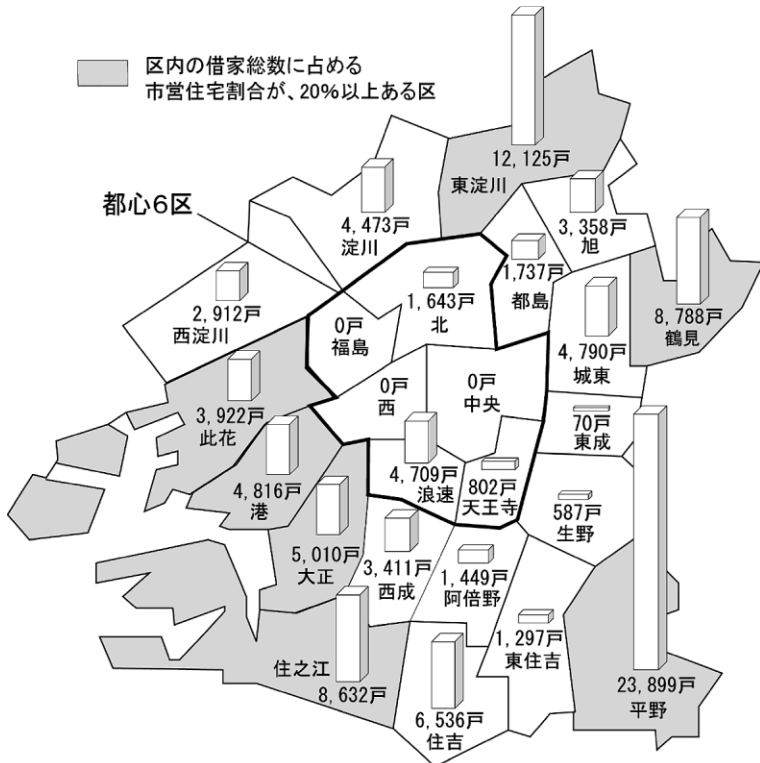 区内の借家総数に占める
市営住宅割合が、20%以上ある区
12,125戸
東淀川
都心6区
4,473戸
淀川
3,358戸
旭
1,737戸
都島
2,912戸
西淀川
1,643戸
北
8,788戸
鶴見
0戸
福島
4,790戸
城東
0戸
西
0戸
中央
3,922戸
此花
70戸
東成
4,816戸
港
4,709戸
浪速
802戸
天王寺
587戸
生野
5,010戸
大正
3,411戸
西成
1,449戸
阿倍野
1,297戸
東住吉
住之江
8,632戸
23,899戸
平野
6,536戸
住吉